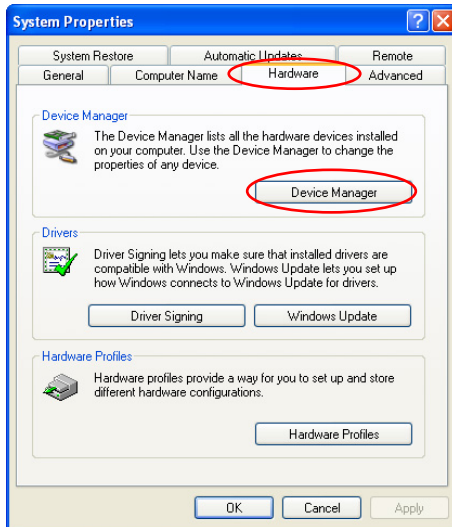 System Properties
System Restore Automatic Updates Remote
General Computer Name Hardware Advanced
Device Manager
The Device Manager lists all the hardware devices installed
on your computer. Use the Device Manager to change the
properties of any device.
Device Manager
Drivers
Driver Signing lets you make sure that installed drivers are
compatible with Windows. Windows Update lets you set up
how Windows connects to Windows Update for drivers.
Driver Signing Windows Update
Hardware Profiles
Hardware profiles provide a way for you to set up and store
different hardware configurations.
Hardware Profiles
OK Cancel Apply